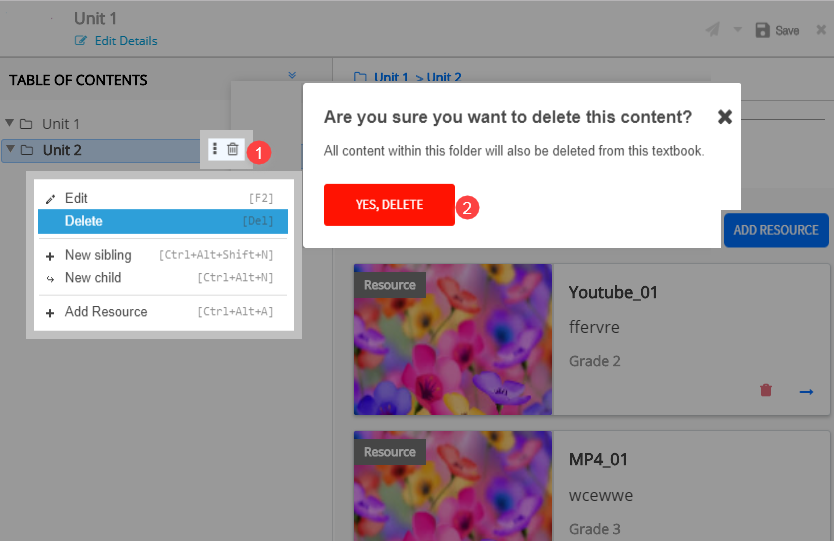 Unit 1
Edit Details
Save
TABLE OF CONTENTS
Unit 1 > Unit 2
Unit 1
Unit 2
1
Are you sure you want to delete this content?
All content within this folder will also be deleted from this textbook.
YES, DELETE
2
Edit [F2]
Delete [Del]
New sibling [Ctrl+Alt+Shift+N]
New child [Ctrl+Alt+N]
Add Resource [Ctrl+Alt+A]
ADD RESOURCE
Resource
Youtube_01
ffervre
Grade 2
Resource
MP4_01
wcewwe
Grade 3